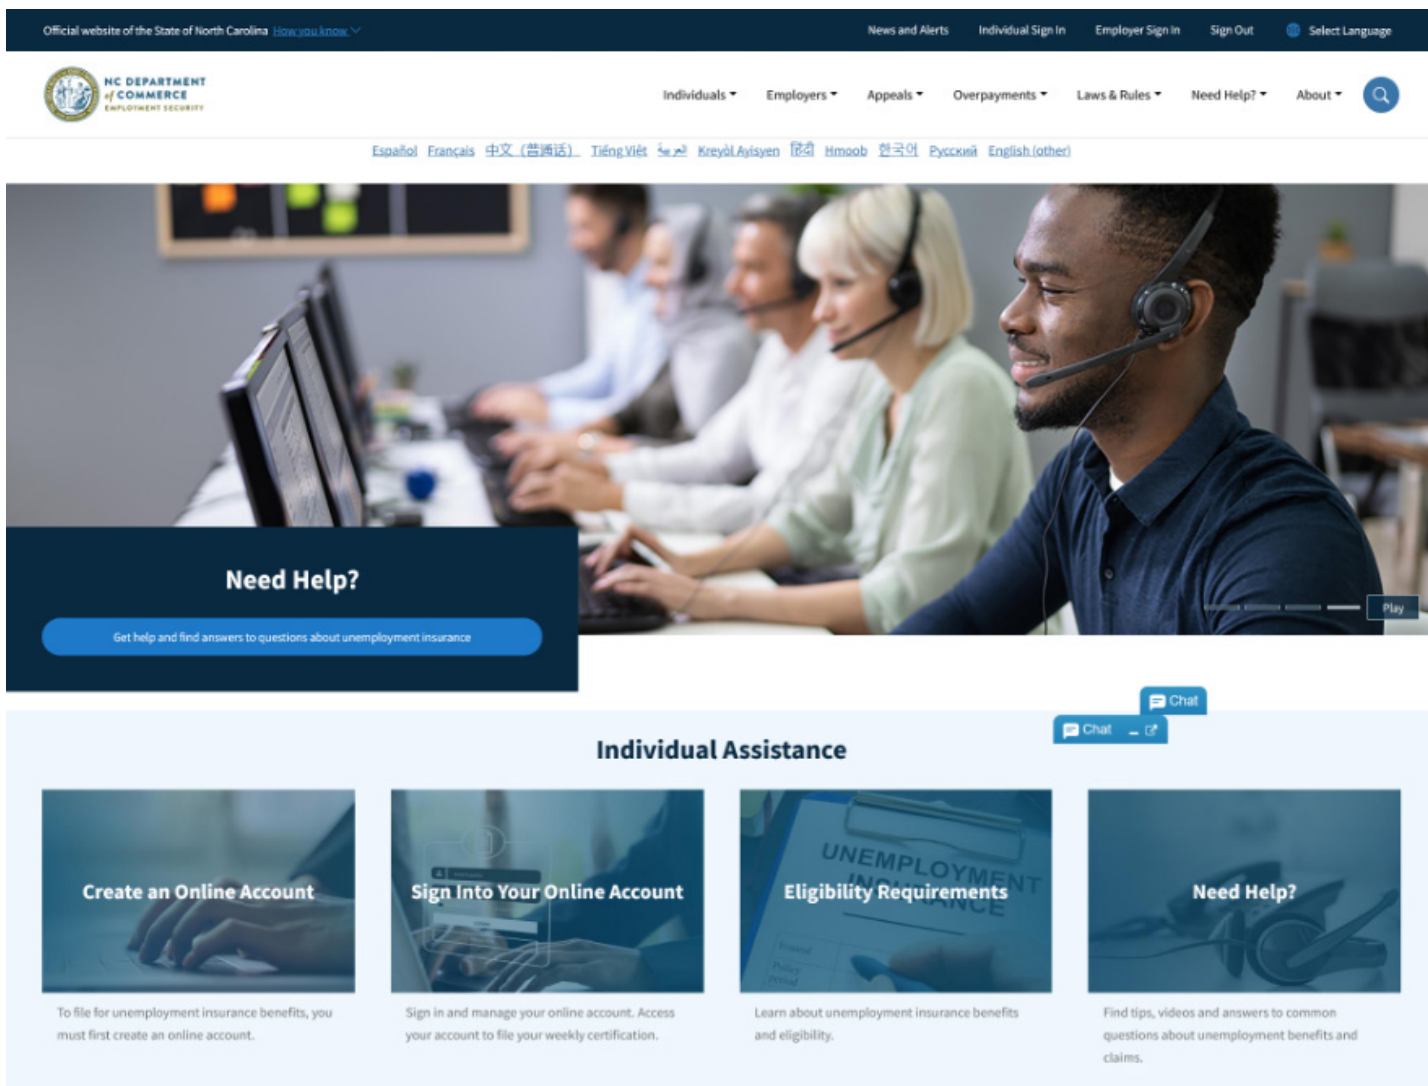 Official website of the State of North Carolina How you know
News and Alerts Individual Sign In Employer Sign In Sign Out Select Language
NC DEPARTMENT
of COMMERCE
EMPLOYMENT SECURITY
Individuals Employers Appeals Overpayments Laws & Rules Need Help? About
Español Français 中文（普通话） Tiếng Việt العربية Kreyòl Ayisyen हिंदी Hmoob 한국어 Русский English (other)
Need Help?
Get help and find answers to questions about unemployment insurance
Play
Chat
Chat
Individual Assistance
UNEMPLOYMENT
INSURANCE
Create an Online Account
Sign Into Your Online Account
Eligibility Requirements
Need Help?
Insured
Policy
period
To file for unemployment insurance benefits, you
must first create an online account.
Sign in and manage your online account. Access
your account to file your weekly certification.
Learn about unemployment insurance benefits
and eligibility.
Find tips, videos and answers to common
questions about unemployment benefits and
claims.